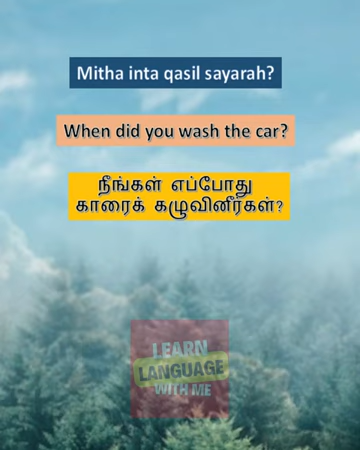 Mitha inta qasil sayarah?
When did you wash the car?
நீங்கள் எப்போது
காரைக் கழுவினீர்கள்?
LEARN
LANGUAGE
WITH ME